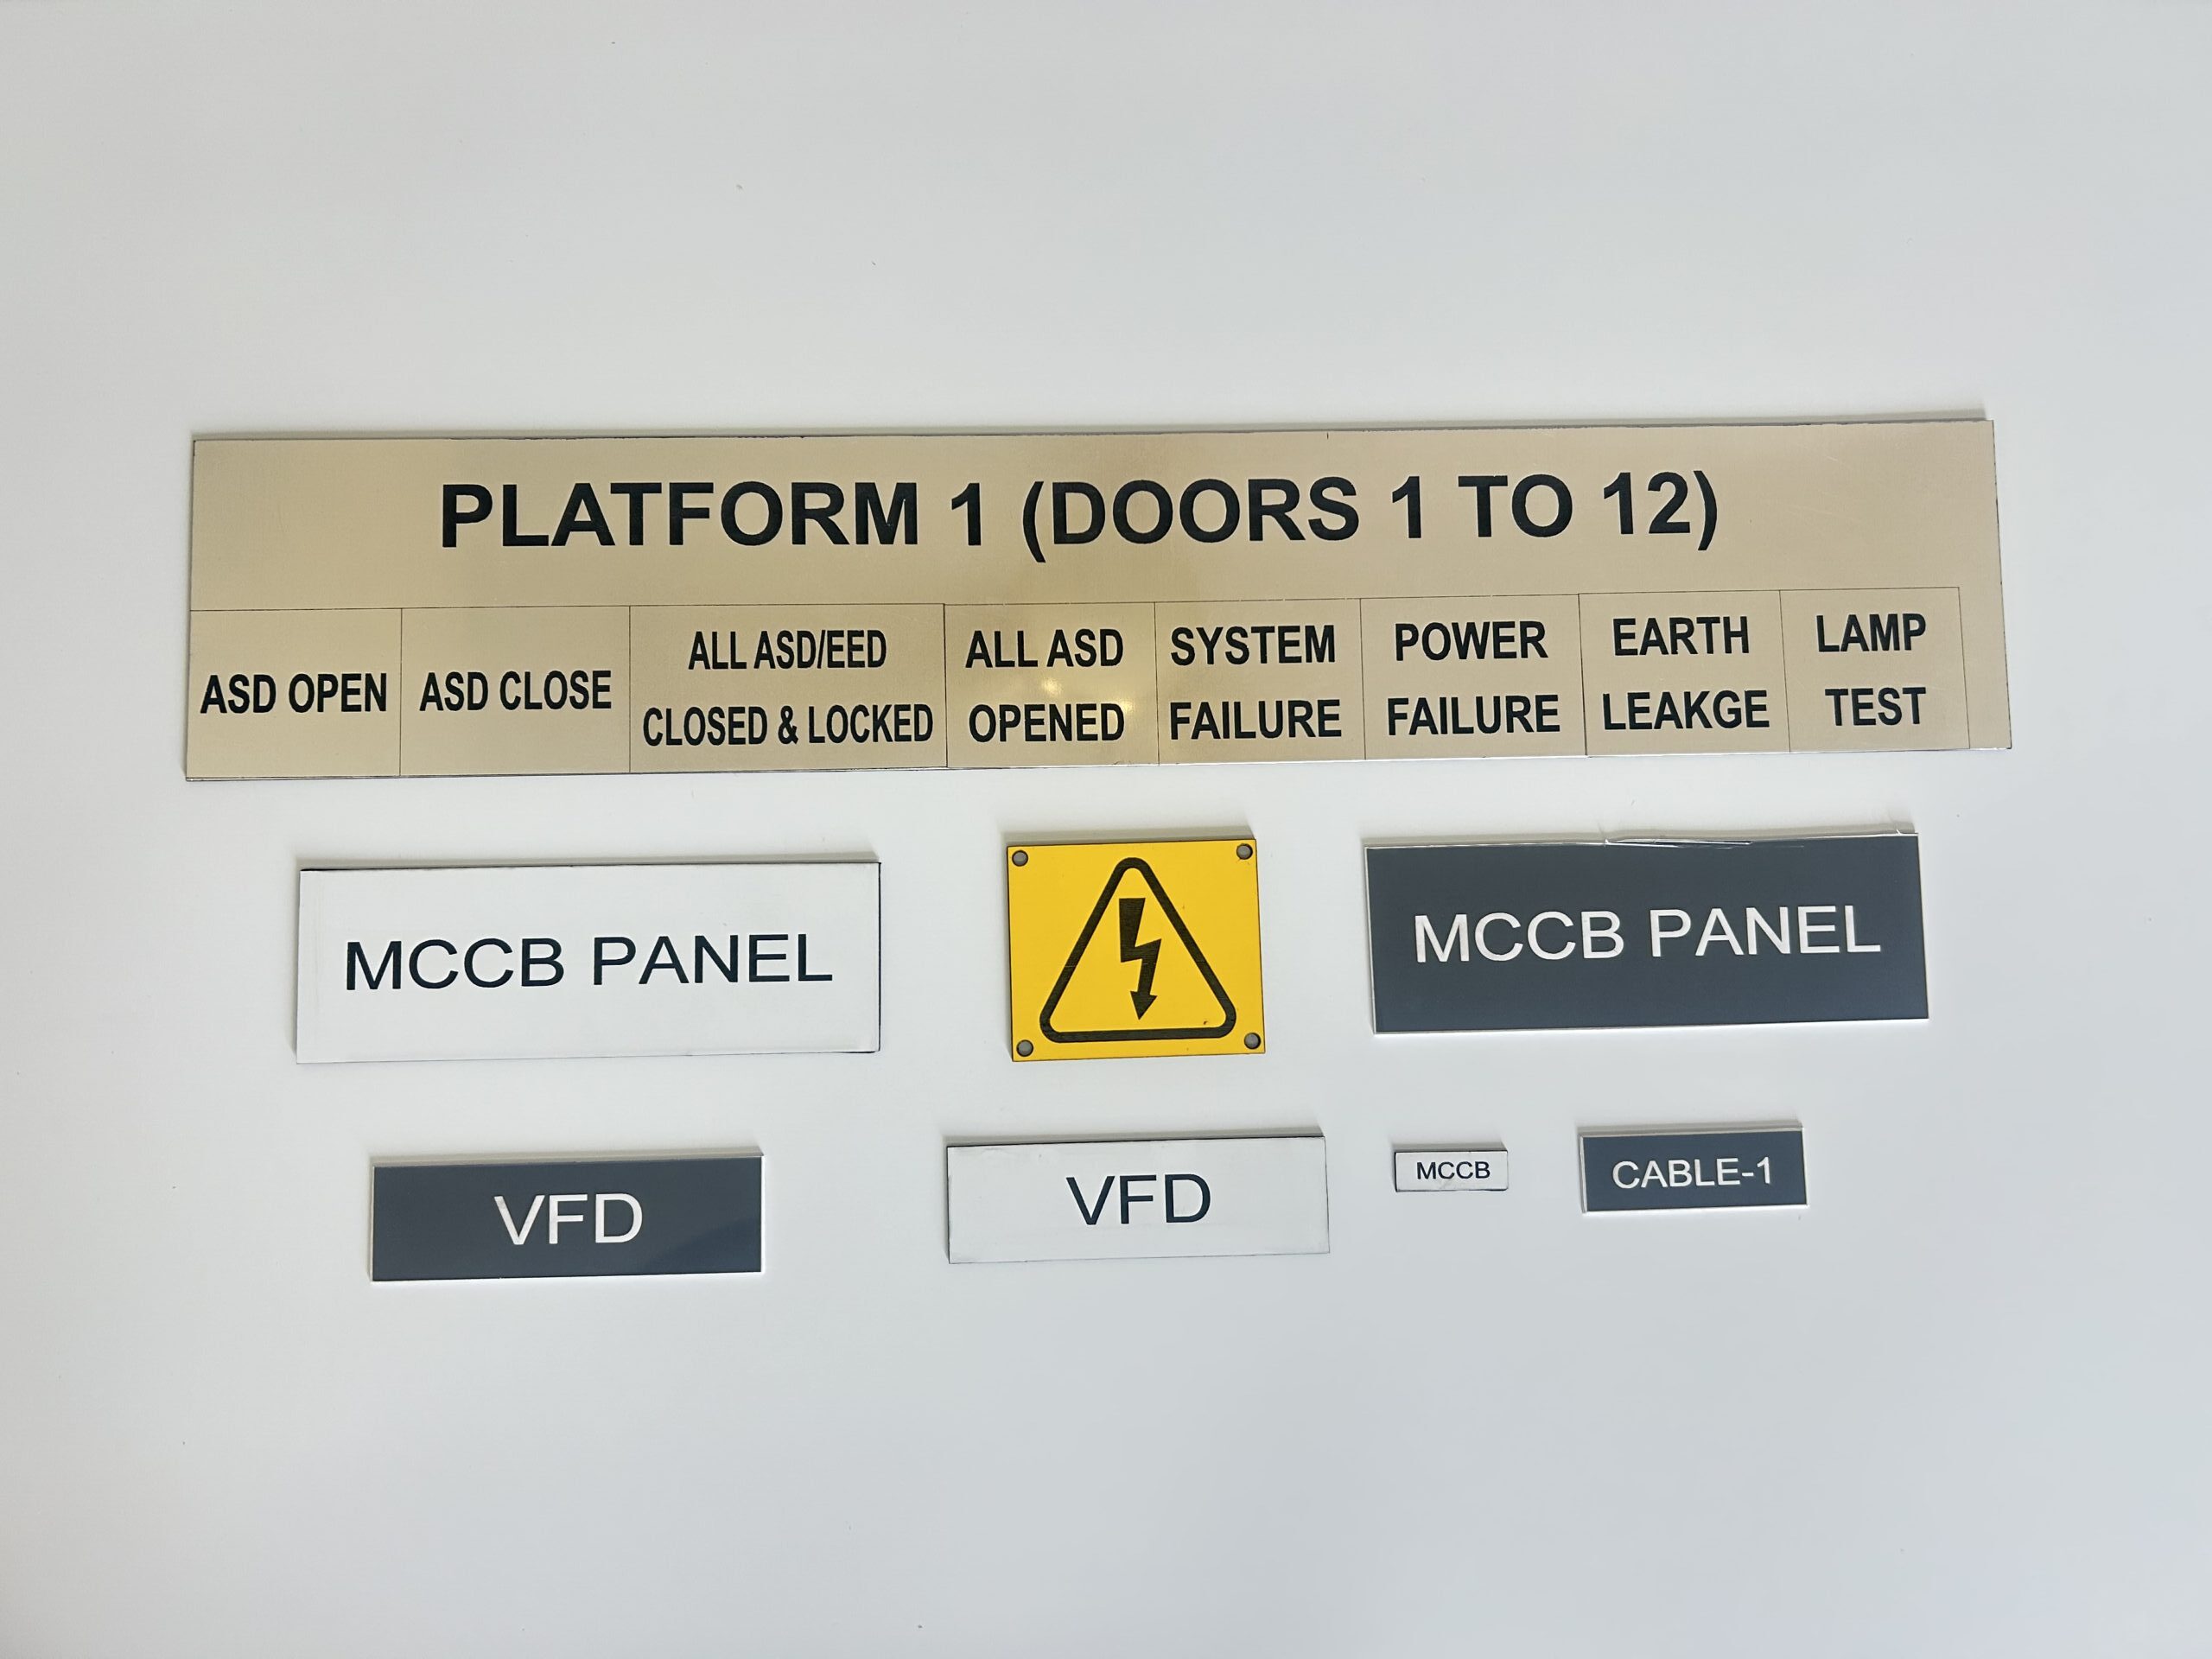 PLATFORM 1 (DOORS 1 TO 12)
ASD OPEN
ASD CLOSE
ALL ASD/EED
CLOSED & LOCKED
ALL ASD
OPENED
SYSTEM
FAILURE
POWER
FAILURE
EARTH
LEAKGE
LAMP
TEST
MCCB PANEL
MCCB PANEL
VFD
VFD
MCCB
CABLE-1